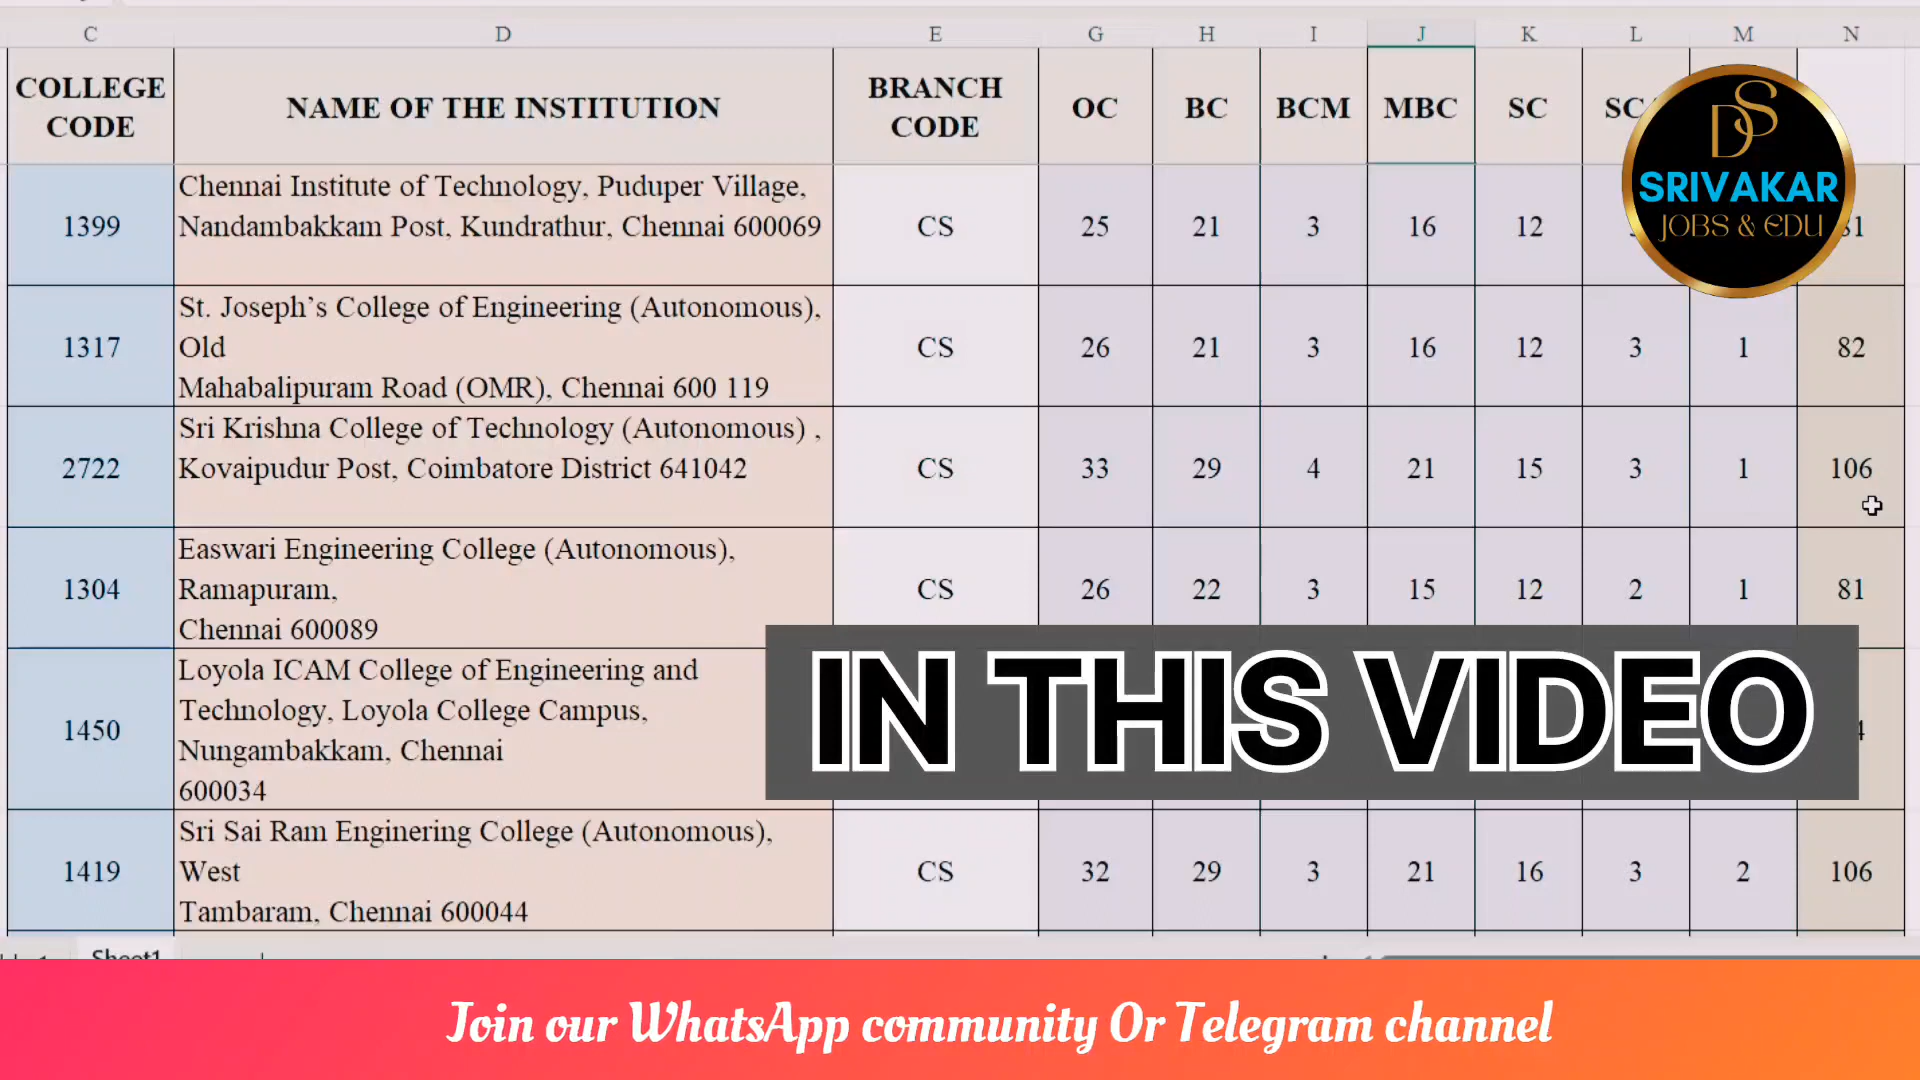 C D E G H I J K L M N
COLLEGE CODE NAME OF THE INSTITUTION BRANCH CODE OC BC BCM MBC SC
DS
SRIVAKAR
JOBS & EDU
1399 Chennai Institute of Technology, Puduper Village,
Nandambakkam Post, Kundrathur, Chennai 600069 CS 25 21 3 16 12
1317 St. Joseph’s College of Engineering (Autonomous),
Old
Mahabalipuram Road (OMR), Chennai 600 119 CS 26 21 3 16 12 3 1 82
2722 Sri Krishna College of Technology (Autonomous) ,
Kovaipudur Post, Coimbatore District 641042 CS 33 29 4 21 15 3 1 106
1304 Easwari Engineering College (Autonomous),
Ramapuram,
Chennai 600089 CS 26 22 3 15 12 2 1 81
1450 Loyola ICAM College of Engineering and
Technology, Loyola College Campus,
Nungambakkam, Chennai
600034
IN THIS VIDEO
1419 Sri Sai Ram Enginering College (Autonomous),
West
Tambaram, Chennai 600044 CS 32 29 3 21 16 3 2 106
Sheet1
Join our WhatsApp community Or Telegram channel